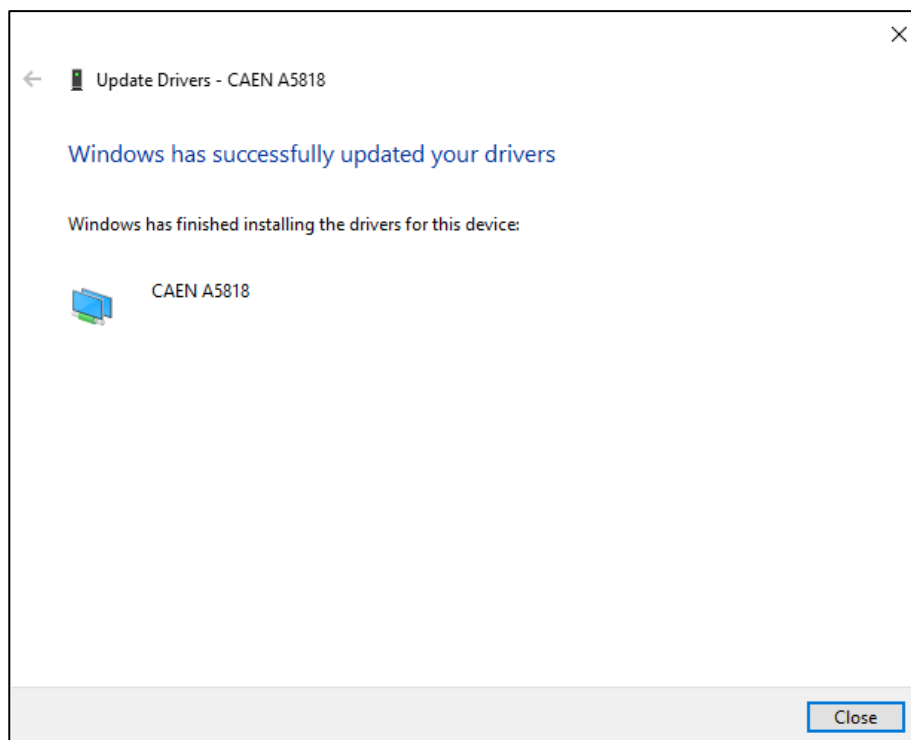 Update Drivers - CAEN A5818
Windows has successfully updated your drivers
Windows has finished installing the drivers for this device:
CAEN A5818
Close